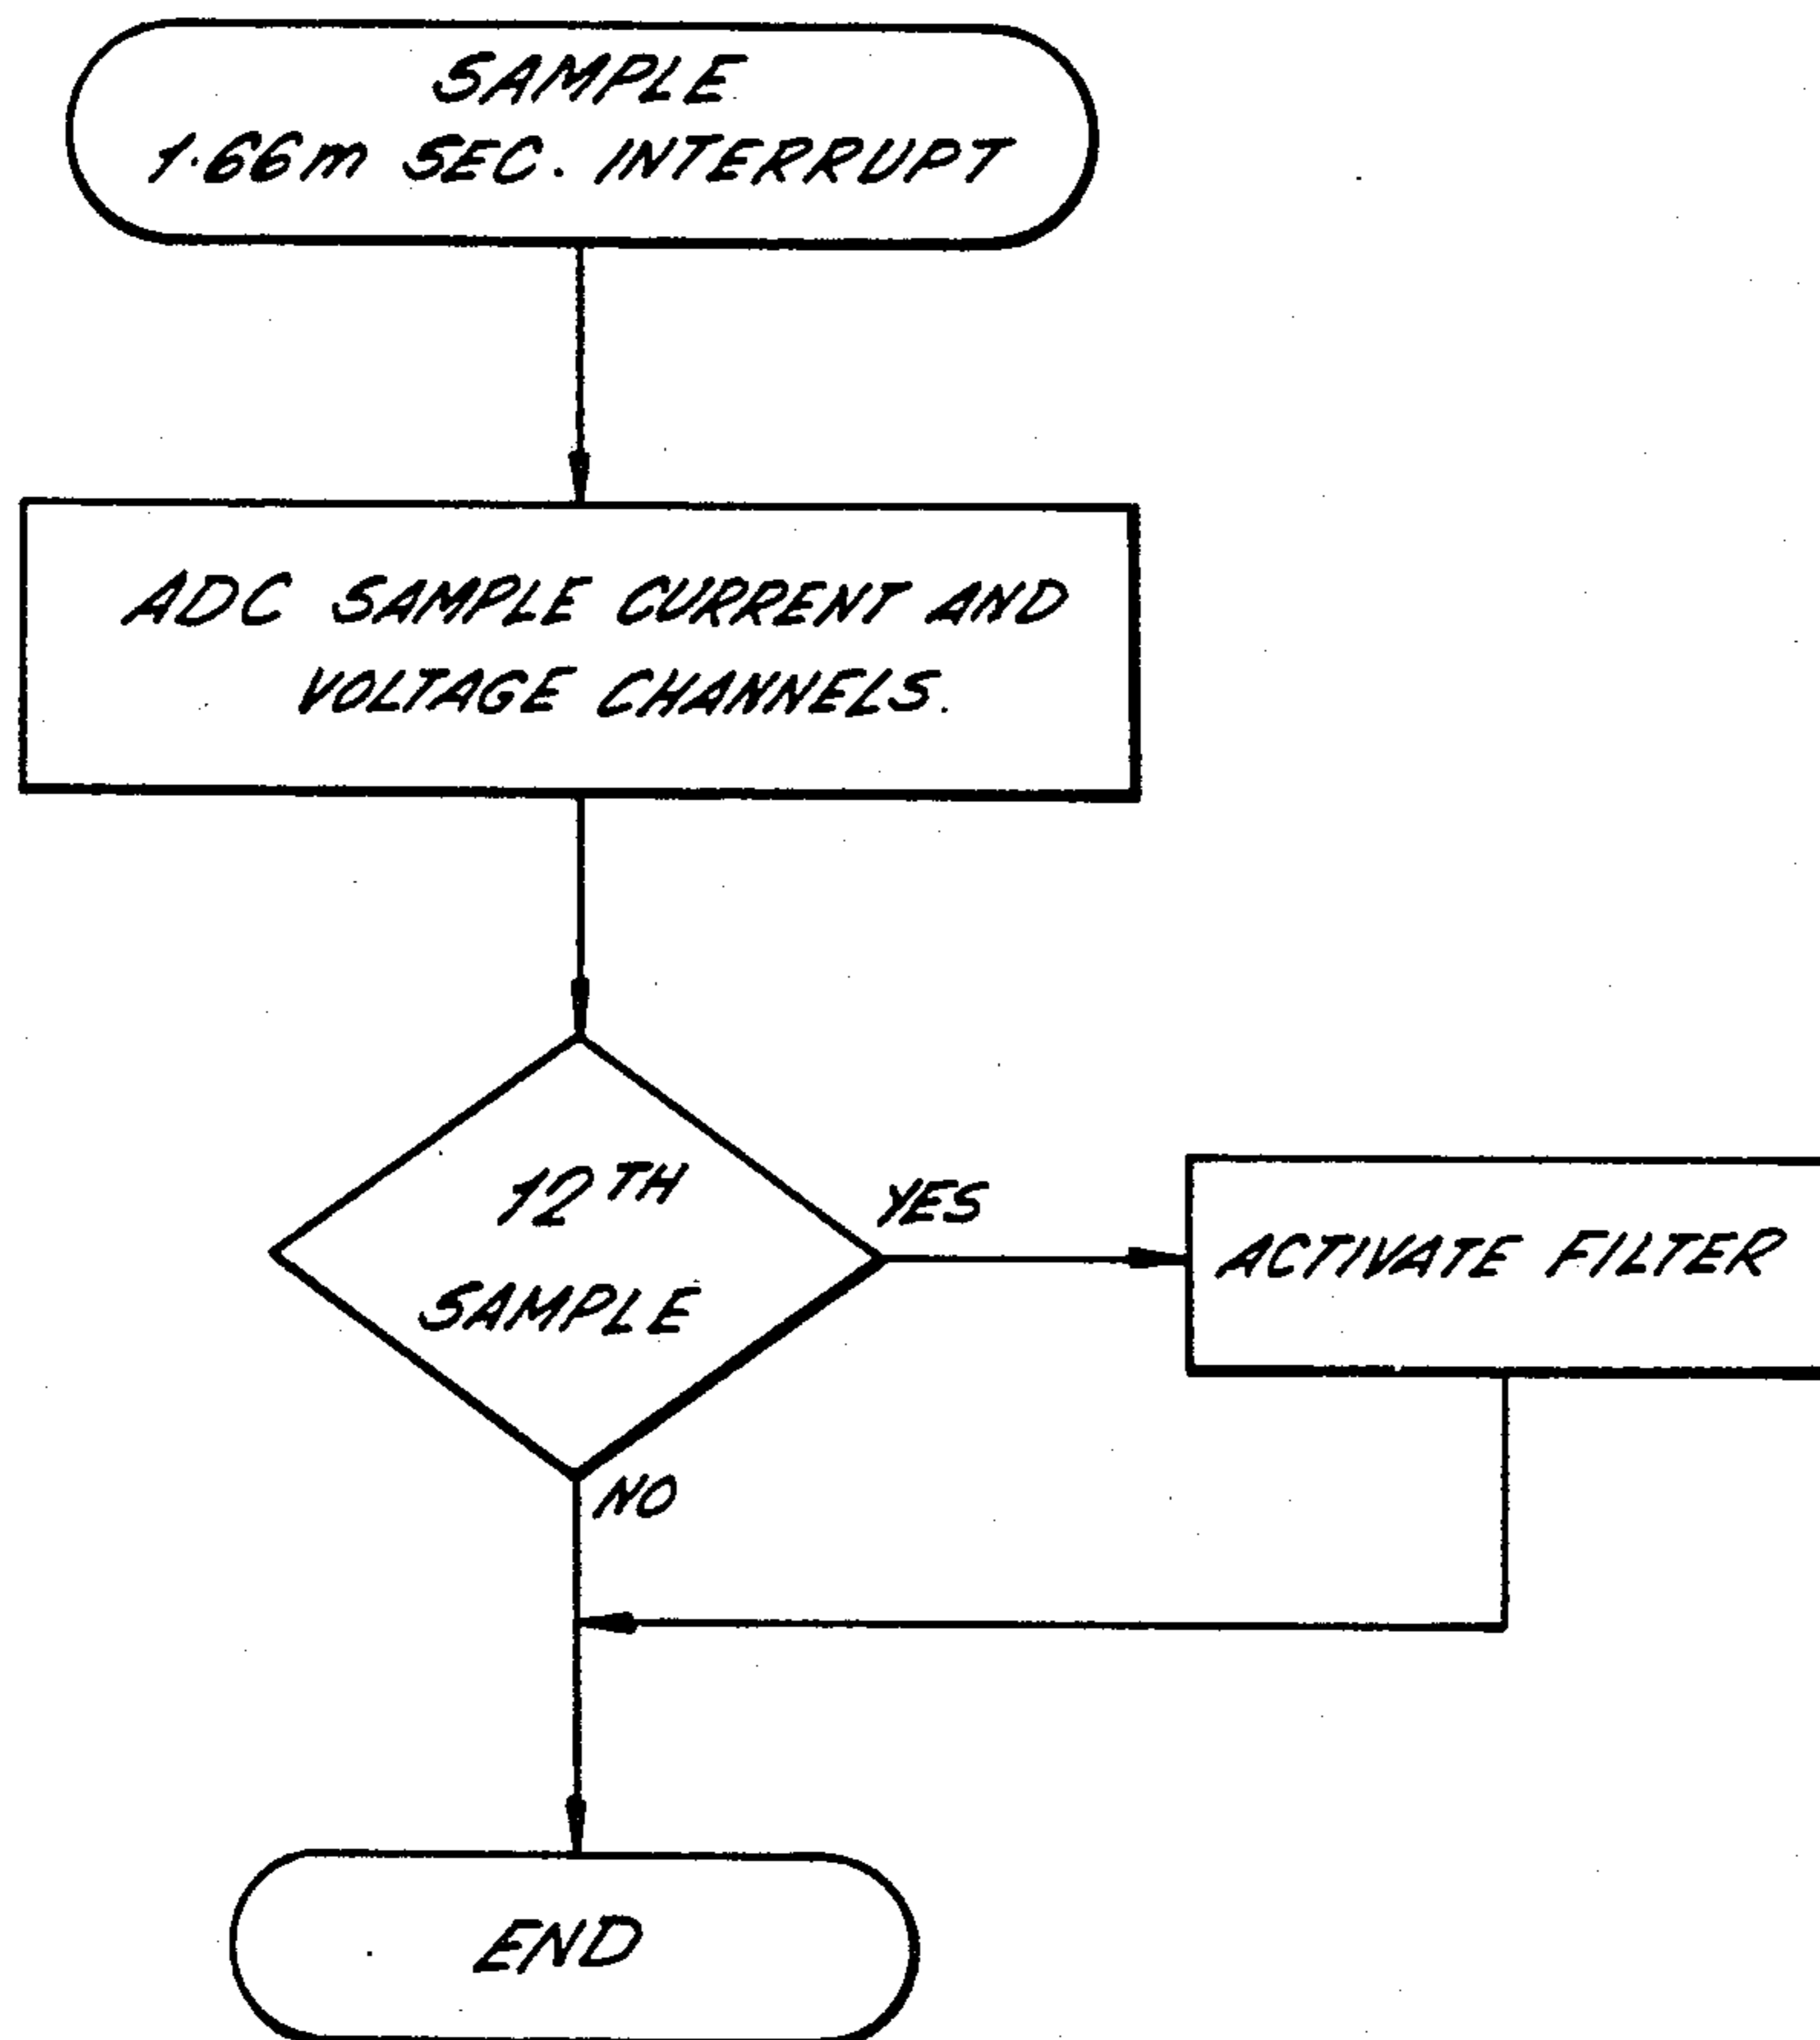 SAMPLE
1.66m SEC. INTERRUPT
ADC SAMPLE CURRENT AND
VOLTAGE CHANNELS.
12TH
SAMPLE
YES
ACTIVATE FILTER
NO
END